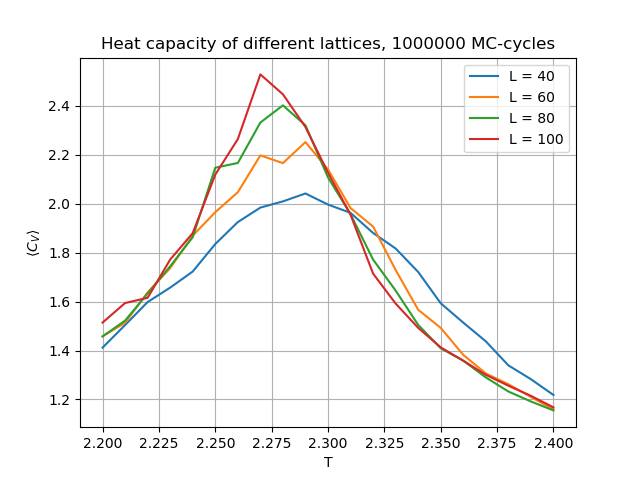 Heat capacity of different lattices, 1000000 MC-cycles
L = 40
L = 60
L = 80
L = 100
⟨C_V⟩
2.4
2.2
2.0
1.8
1.6
1.4
1.2
2.200 2.225 2.250 2.275 2.300 2.325 2.350 2.375 2.400
T